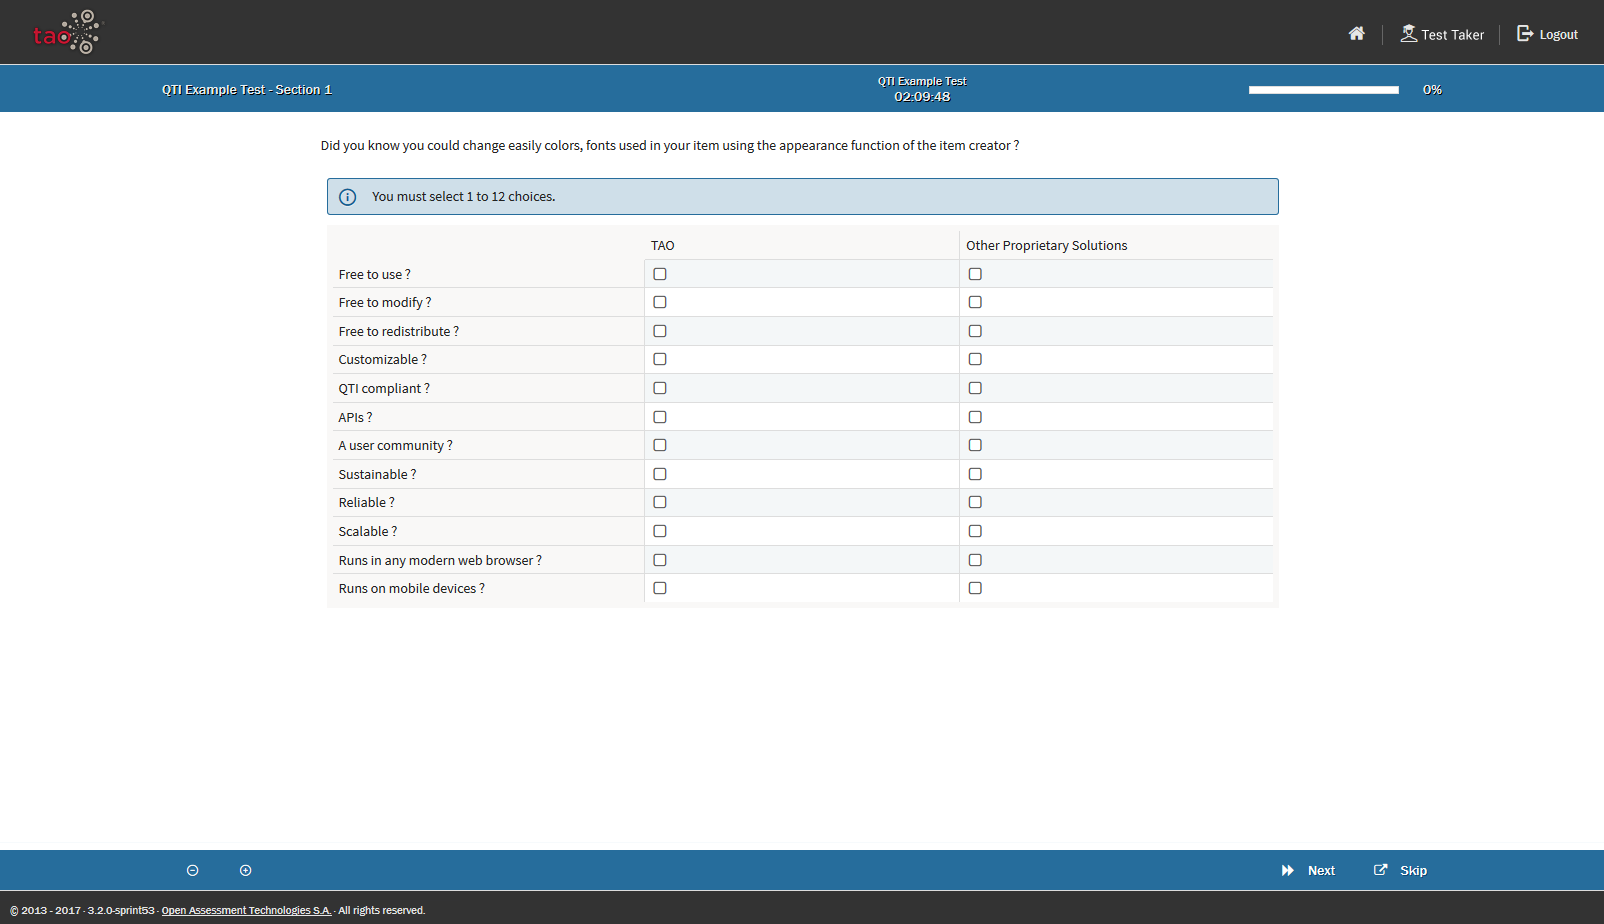 tao
Test Taker
Logout
QTI Example Test - Section 1
QTI Example Test
02:09:48
0%
Did you know you could change easily colors, fonts used in your item using the appearance function of the item creator ?
You must select 1 to 12 choices.
TAO Other Proprietary Solutions
Free to use ?
Free to modify ?
Free to redistribute ?
Customizable ?
QTI compliant ?
APIs ?
A user community ?
Sustainable ?
Reliable ?
Scalable ?
Runs in any modern web browser ?
Runs on mobile devices ?
Next
Skip
© 2013 - 2017 · 3.2.0-sprint53 · Open Assessment Technologies S.A. · All rights reserved.